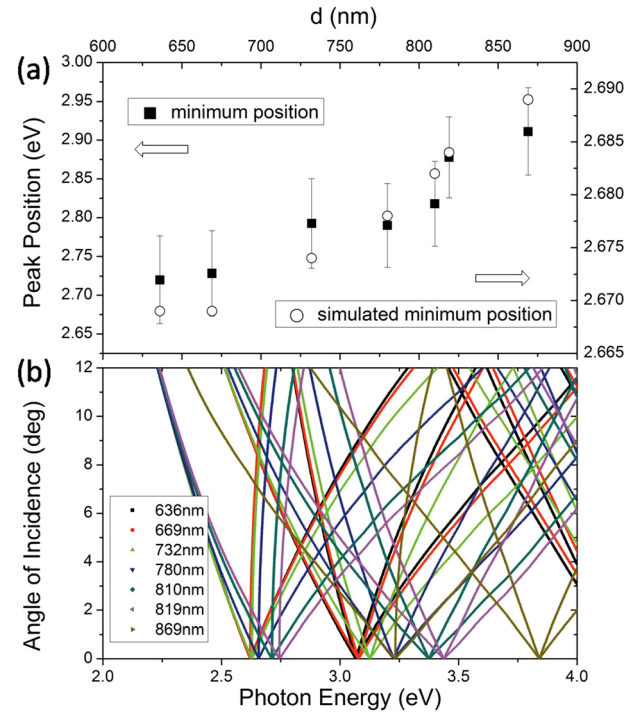 d (nm)
600 650 700 750 800 850 900
(a)
3.00
2.95
2.90
2.85
2.80
2.75
2.70
2.65
Peak Position (eV)
minimum position
simulated minimum position
2.690
2.685
2.680
2.675
2.670
2.665
(b)
12
10
8
6
4
2
0
Angle of Incidence (deg)
636nm
669nm
732nm
780nm
810nm
819nm
869nm
2.0 2.5 3.0 3.5 4.0
Photon Energy (eV)